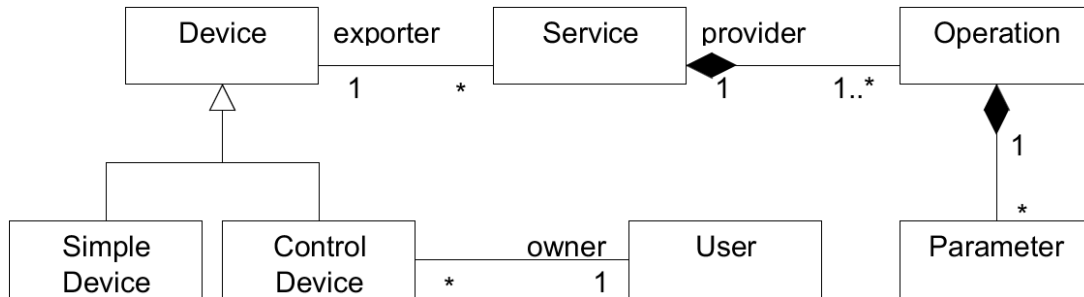 Device
exporter
Service
provider
Operation
1
*
1
1..*
1
*
Simple
Device
Control
Device
owner
User
Parameter
*
1